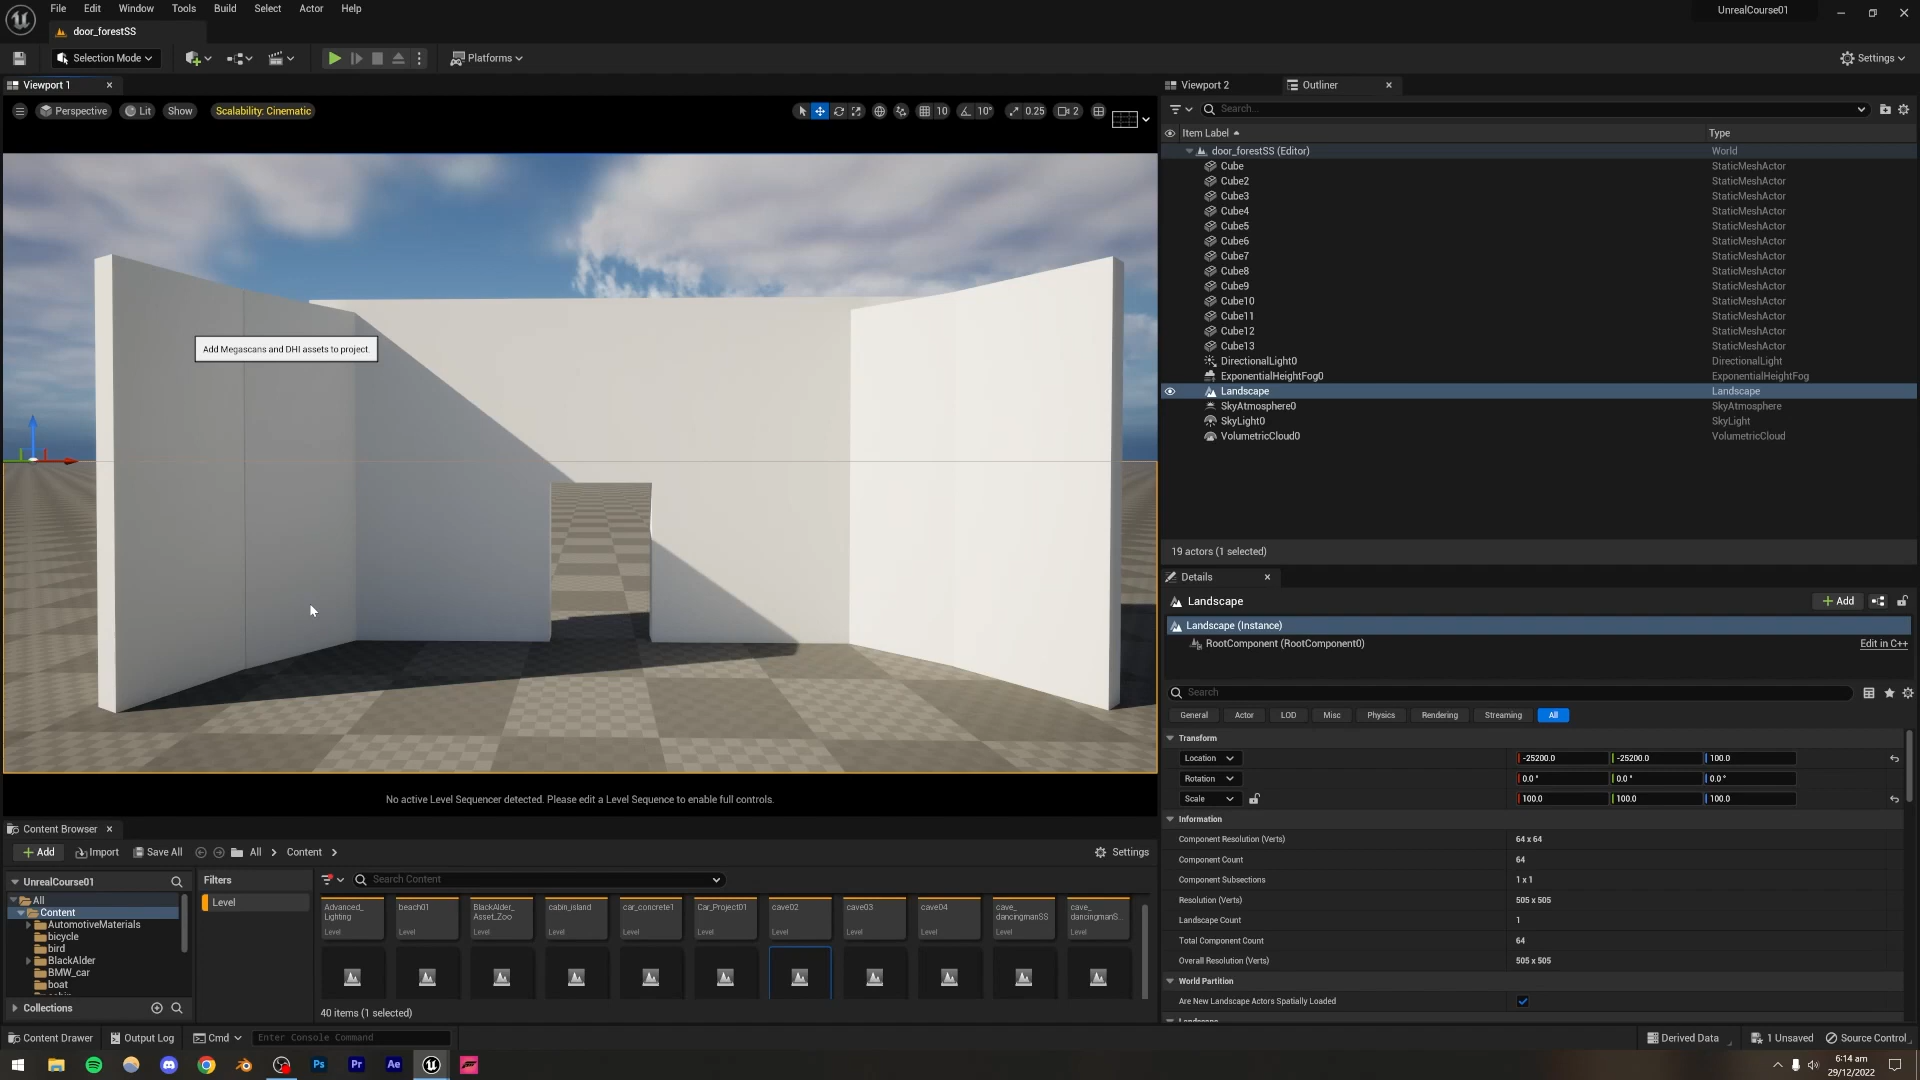 File Edit Window Tools Build Select Actor Help
UnrealCourse01
door_forestSS
Selection Mode
Platforms
Settings
Viewport 1
Perspective Lit Show Scalability: Cinematic
10 10° 0.25 2
Add Megascans and DHI assets to project.
No active Level Sequencer detected. Please edit a Level Sequence to enable full controls.
Viewport 2 Outliner
Search...
Item Label Type
door_forestSS (Editor) World
Cube StaticMeshActor
Cube2 StaticMeshActor
Cube3 StaticMeshActor
Cube4 StaticMeshActor
Cube5 StaticMeshActor
Cube6 StaticMeshActor
Cube7 StaticMeshActor
Cube8 StaticMeshActor
Cube9 StaticMeshActor
Cube10 StaticMeshActor
Cube11 StaticMeshActor
Cube12 StaticMeshActor
Cube13 StaticMeshActor
DirectionalLight0 DirectionalLight
ExponentialHeightFog0 ExponentialHeightFog
Landscape Landscape
SkyAtmosphere0 SkyAtmosphere
SkyLight0 SkyLight
VolumetricCloud0 VolumetricCloud
19 actors (1 selected)
Details
Landscape
Add
Landscape (Instance)
RootComponent (RootComponent0) Edit in C++
Search
General Actor LOD Misc Physics Rendering Streaming All
Transform
Location -25200.0 -25200.0 100.0
Rotation 0.0° 0.0° 0.0°
Scale 100.0 100.0 100.0
Information
Component Resolution (Verts) 64 x 64
Component Count 64
Component Subsections 1 x 1
Resolution (Verts) 505 x 505
Landscape Count 1
Total Component Count 64
Overall Resolution (Verts) 505 x 505
World Partition
Are New Landscape Actors Spatially Loaded
Landscape
Content Browser
Add Import Save All All Content Settings
UnrealCourse01
All
Content
AutomotiveMaterials
bicycle
bird
BlackAlder
BMW_car
boat
Collections
Filters
Level
Search Content
Advanced_
Lighting
Level
beach01
Level
BlackAlder_
Asset_Zoo
Level
cabin_island
Level
car_concrete1
Level
Car_Project01
Level
cave02
Level
cave03
Level
cave04
Level
cave_
dancingmanSS
Level
cave_
dancingmanS...
Level
40 items (1 selected)
Content Drawer Output Log Cmd Enter Console Command
Derived Data 1 Unsaved Source Control
Ps Pr Ae
6:14 am
29/12/2022